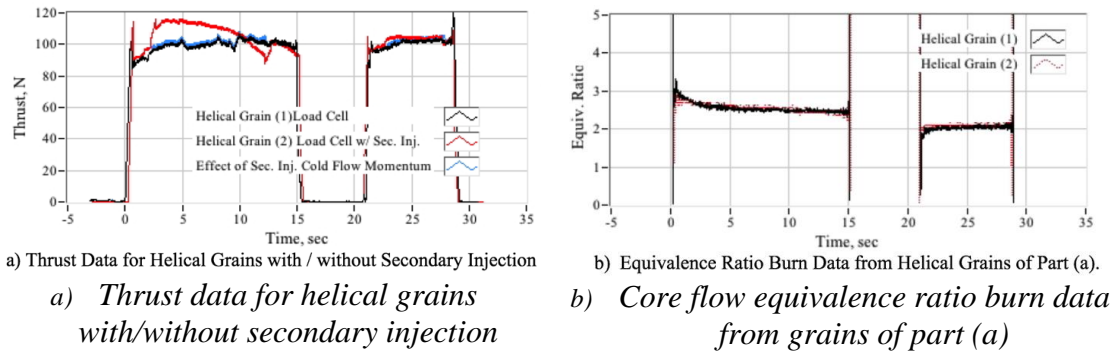 120
100
80
60
40
20
0
Thrust, N
Helical Grain (1)Load Cell
Helical Grain (2) Load Cell w/ Sec. Inj.
Effect of Sec. Inj. Cold Flow Momentum
-5 0 5 10 15 20 25 30 35
Time, sec
a) Thrust Data for Helical Grains with / without Secondary Injection
a) Thrust data for helical grains
with/without secondary injection
5
4
3
2
1
0
Equiv. Ratio
Helical Grain (1)
Helical Grain (2)
-5 0 5 10 15 20 25 30 35
Time, sec
b) Equivalence Ratio Burn Data from Helical Grains of Part (a).
b) Core flow equivalence ratio burn data
from grains of part (a)